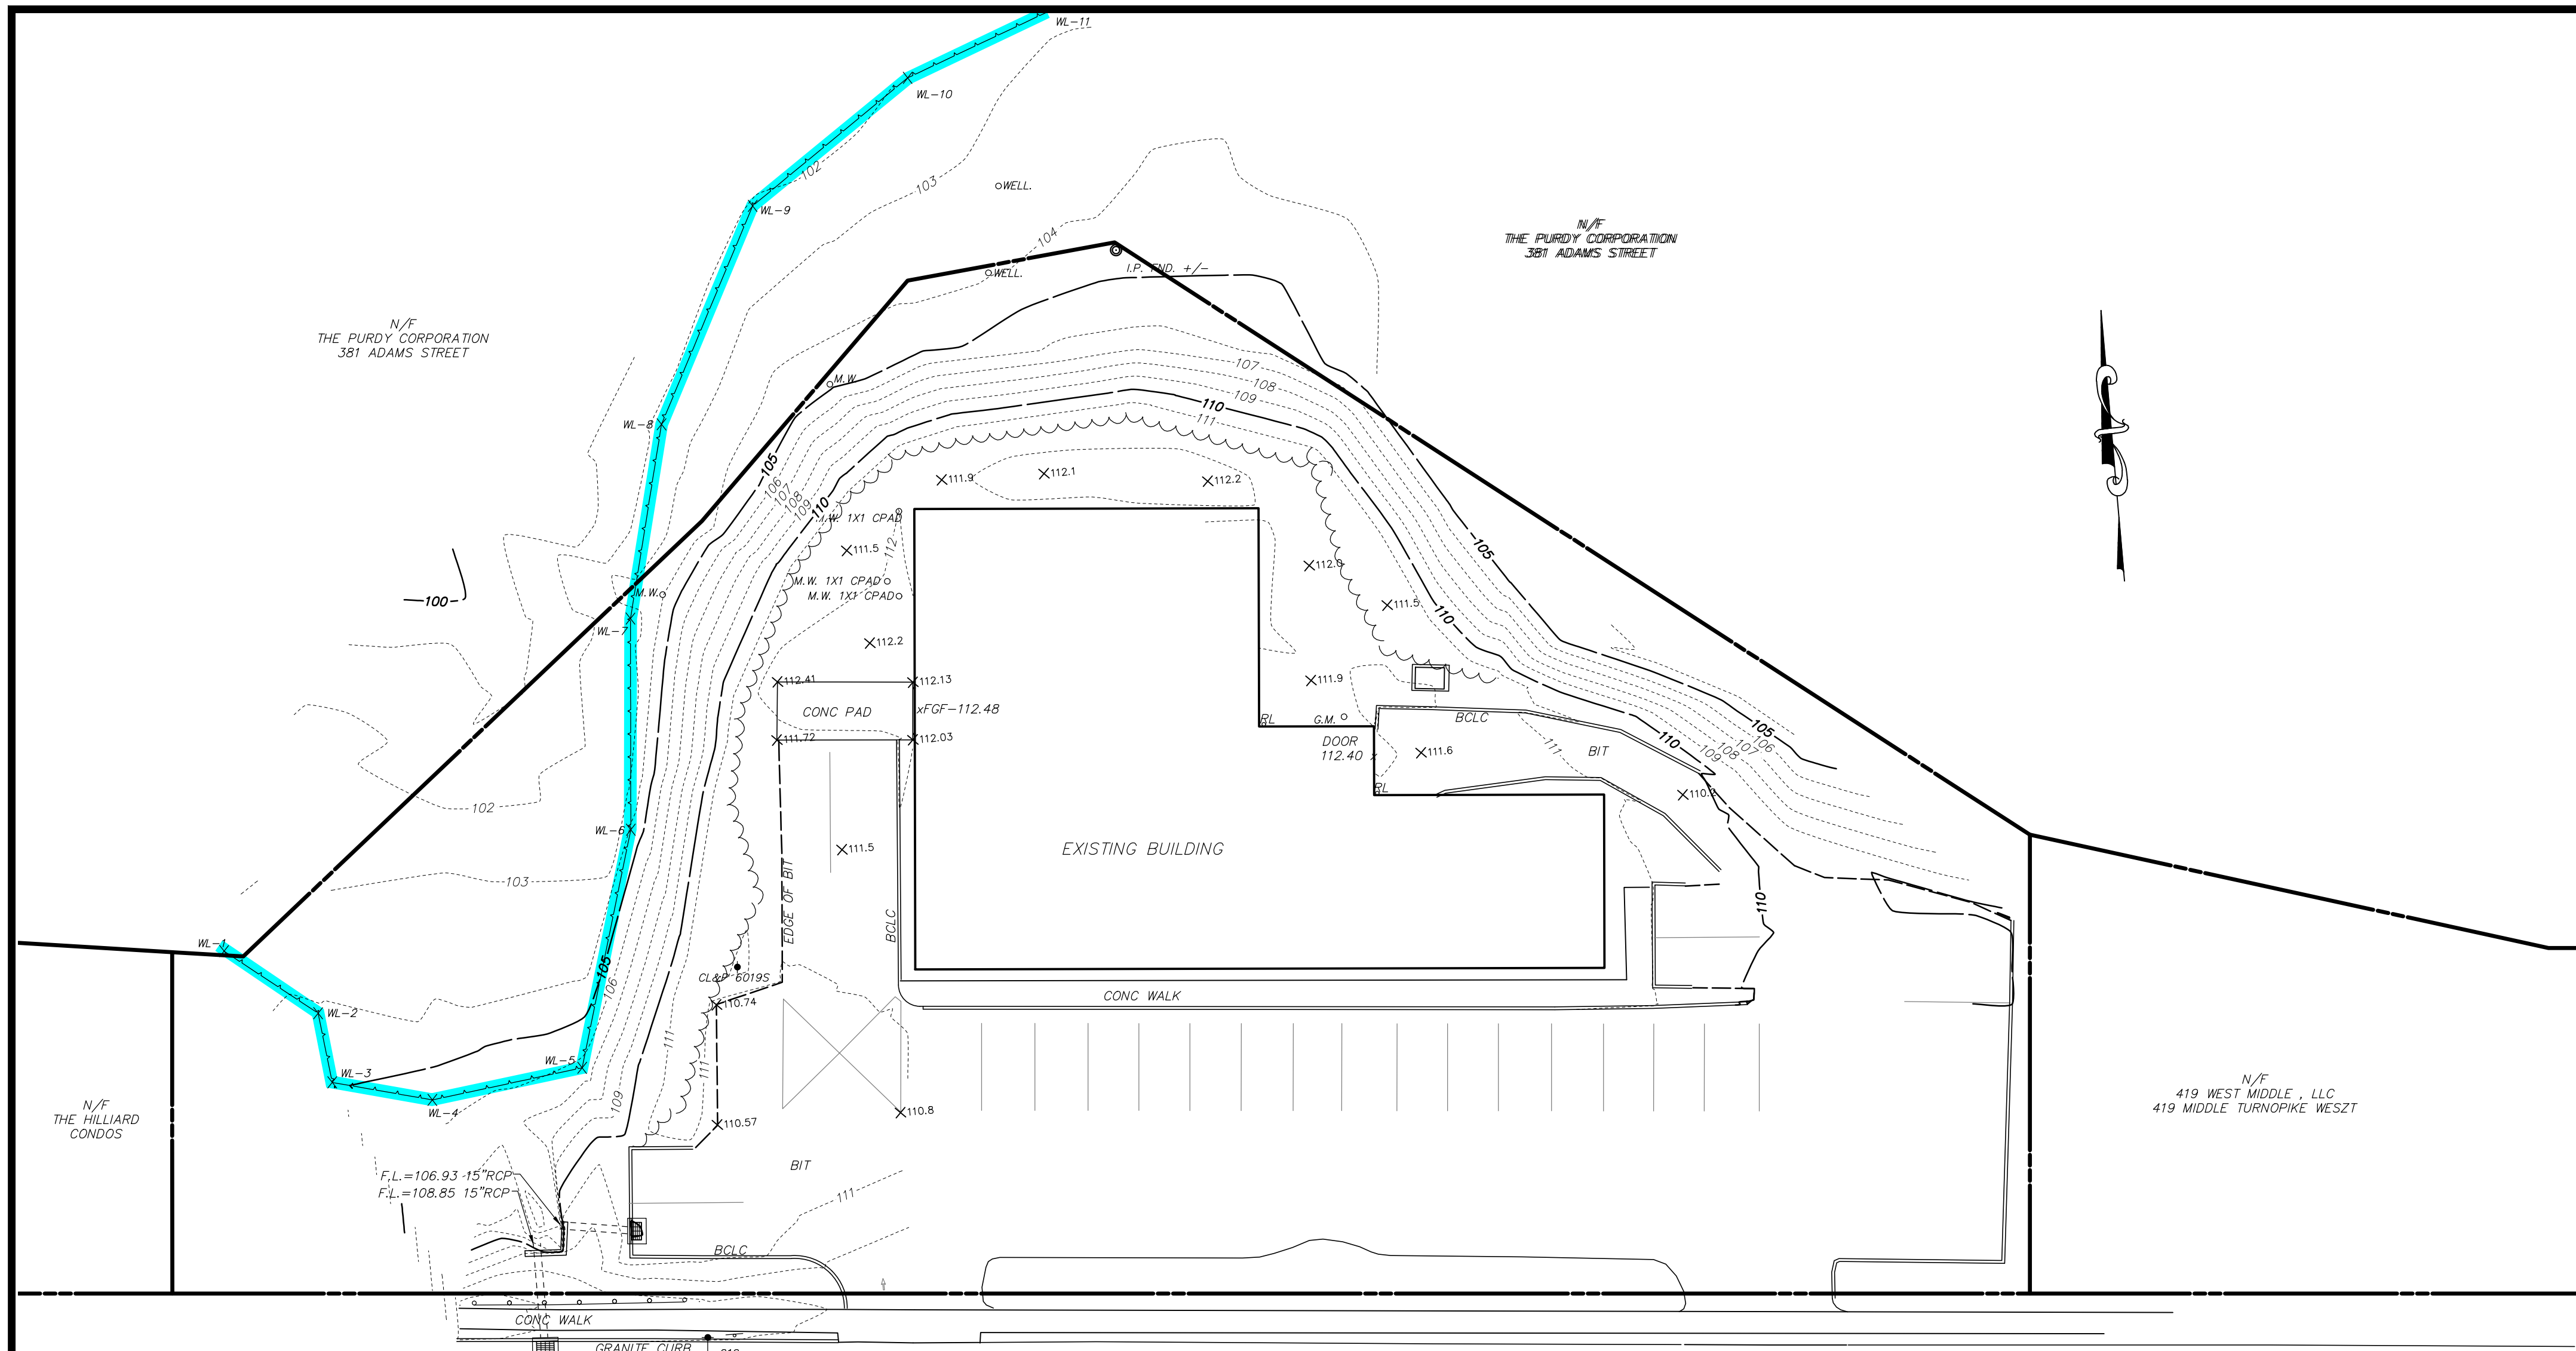 WL-11
WL-10
102
103
WELL.
WL-9
N/F
THE PURDY CORPORATION
381 ADAMS STREET
104
WELL.
I.P. FND. +/-
N/F
THE PURDY CORPORATION
381 ADAMS STREET
107
108
109
110
111
M.W.
WL-8
105
106
107
108
109
110
111.9
112.1
112.2
1X1 CPAD
112
111.5
M.W. 1X1 CPAD
M.W. 1X1 CPAD
112.2
112.0
111.5
105
110
100
M.W.
WL-7
112.41
112.13
CONC PAD
xFGF-112.48
111.72
112.03
111.9
RL
G.M.
BCLC
DOOR
112.40 x
111.6
111
BIT
110
109
108
107
106
105
RL
110.2
102
WL-6
111.5
EXISTING BUILDING
103
EDGE OF BIT
BCLC
110
WL-1
105
106
CL&P 6019S
110.74
CONC WALK
WL-2
WL-5
WL-3
WL-4
109
111
111
110.57
110.8
N/F
THE HILLIARD
CONDOS
N/F
419 WEST MIDDLE , LLC
419 MIDDLE TURNOPIKE WESZT
F.L.=106.93 15"RCP
F.L.=108.85 15"RCP
BIT
111
BCLC
CONC WALK
GRANITE CURB